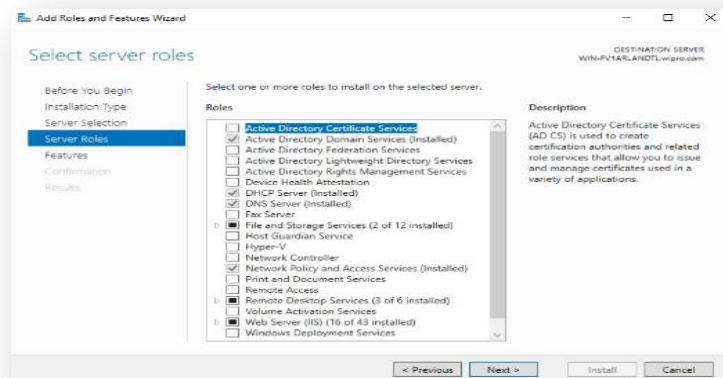 Add Roles and Features Wizard
Select server roles
DESTINATION SERVER
WIN-FV1ARLANDTL.wipro.com
Before You Begin
Installation Type
Server Selection
Server Roles
Features
Confirmation
Results
Select one or more roles to install on the selected server.
Roles
Active Directory Certificate Services
Active Directory Domain Services (Installed)
Active Directory Federation Services
Active Directory Lightweight Directory Services
Active Directory Rights Management Services
Device Health Attestation
DHCP Server (Installed)
DNS Server (Installed)
Fax Server
File and Storage Services (2 of 12 installed)
Host Guardian Service
Hyper-V
Network Controller
Network Policy and Access Services (Installed)
Print and Document Services
Remote Access
Remote Desktop Services (3 of 6 installed)
Volume Activation Services
Web Server (IIS) (16 of 43 installed)
Windows Deployment Services
Description
Active Directory Certificate Services
(AD CS) is used to create
certification authorities and related
role services that allow you to issue
and manage certificates used in a
variety of applications.
< Previous
Next >
Install
Cancel